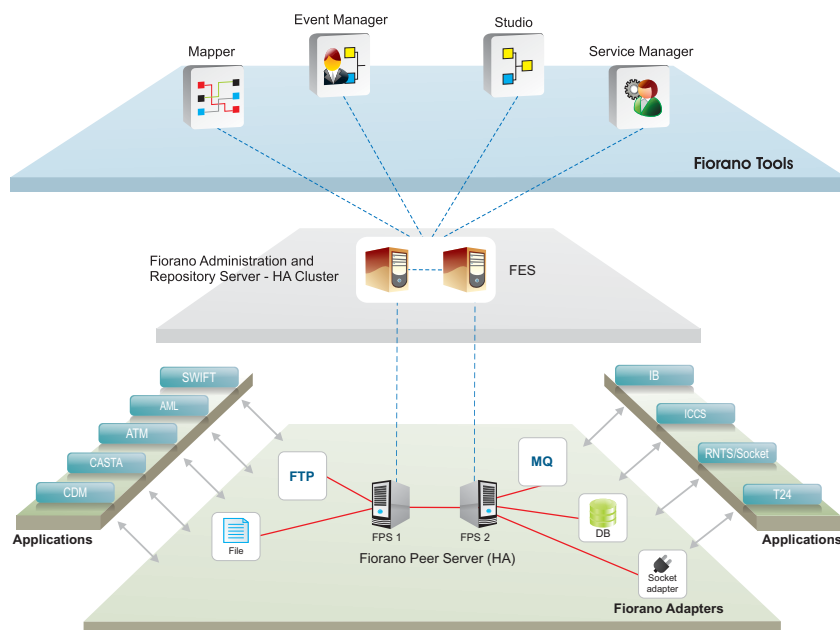 Event Manager
Studio
Mapper
Service Manager
Fiorano Tools
Fiorano Administration and
Repository Server - HA Cluster
FES
SWIFT
AML
ATM
CASTA
CDM
Applications
IB
ICCS
RNTS/Socket
T24
Applications
FTP
File
FPS 1
FPS 2
Fiorano Peer Server (HA)
MQ
DB
Socket
adapter
Fiorano Adapters